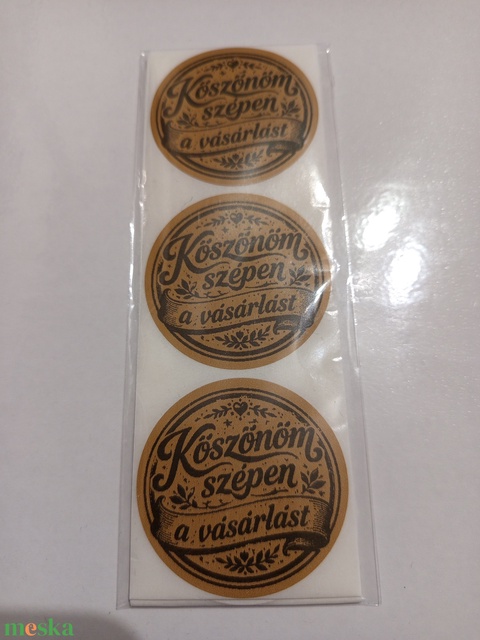 Köszönöm
szépen
a vásárlást
Köszönöm
szépen
a vásárlást
Köszönöm
szépen
a vásárlást
meska